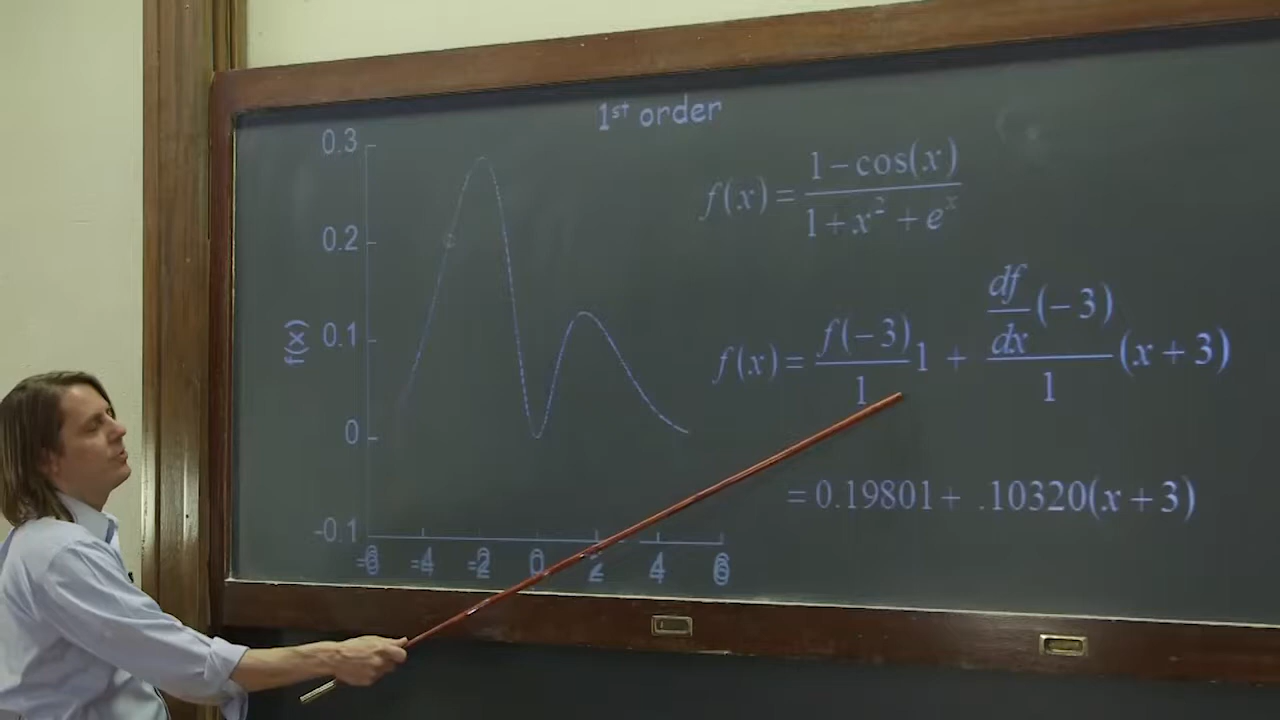 1st order
0.3
0.2
0.1
0
-0.1
f(x)
-6 -4 -2 0 2 4 6
f(x) = (1-cos(x))/(1+x²+eˣ)
f(x) = f(-3)/1 1 + (df/dx(-3))/1 (x+3)
= 0.19801+ .10320(x+3)